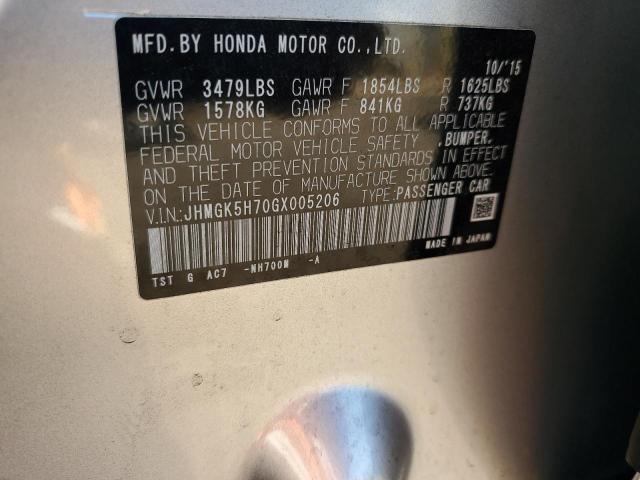 MFD. BY HONDA MOTOR CO., LTD.
10/'15
GVWR 3479LBS GAWR F 1854LBS R 1625LBS
GVWR 1578KG GAWR F 841KG R 737KG
THIS VEHICLE CONFORMS TO ALL APPLICABLE
FEDERAL MOTOR VEHICLE SAFETY ,BUMPER,
AND THEFT PREVENTION STANDARDS IN EFFECT
ON THE DATE OF MANUFACTURE SHOWN ABOVE.
V.I.N.:JHMGK5H70GX005206 TYPE:PASSENGER CAR
TST G AC7 -NH700M -A
MADE IN JAPAN